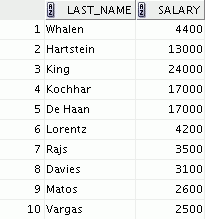 LAST_NAME SALARY
1 Whalen 4400
2 Hartstein 13000
3 King 24000
4 Kochhar 17000
5 De Haan 17000
6 Lorentz 4200
7 Rajs 3500
8 Davies 3100
9 Matos 2600
10 Vargas 2500